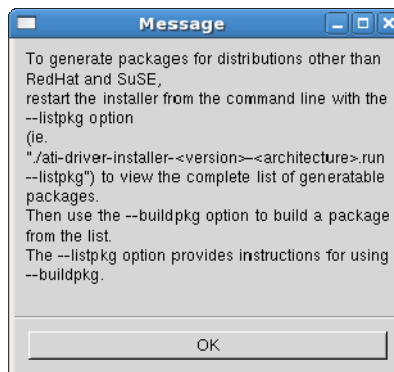 Message
To generate packages for distributions other than
RedHat and SuSE,
restart the installer from the command line with the
--listpkg option
(ie.
"./ati-driver-installer-<version>-<architecture>.run
--listpkg") to view the complete list of generatable
packages.
Then use the --buildpkg option to build a package
from the list.
The --listpkg option provides instructions for using
--buildpkg.
OK